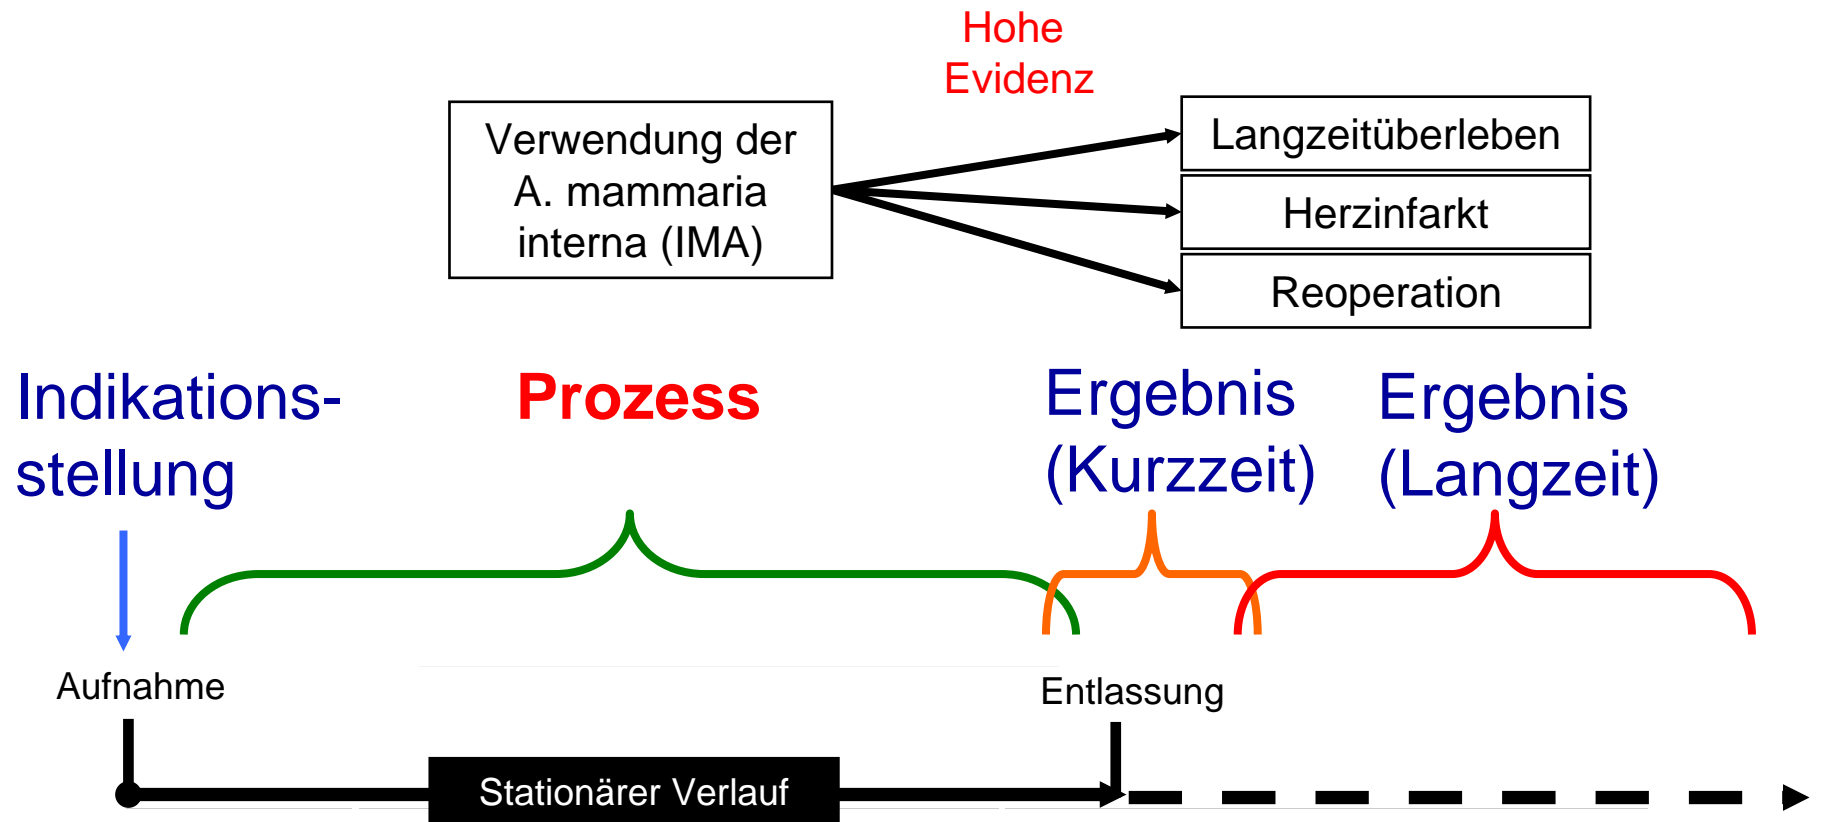 Hohe
Evidenz
Verwendung der
A. mammaria
interna (IMA)
Langzeitüberleben
Herzinfarkt
Reoperation
Indikations-
stellung
Prozess
Ergebnis
(Kurzzeit)
Ergebnis
(Langzeit)
Aufnahme
Entlassung
Stationärer Verlauf